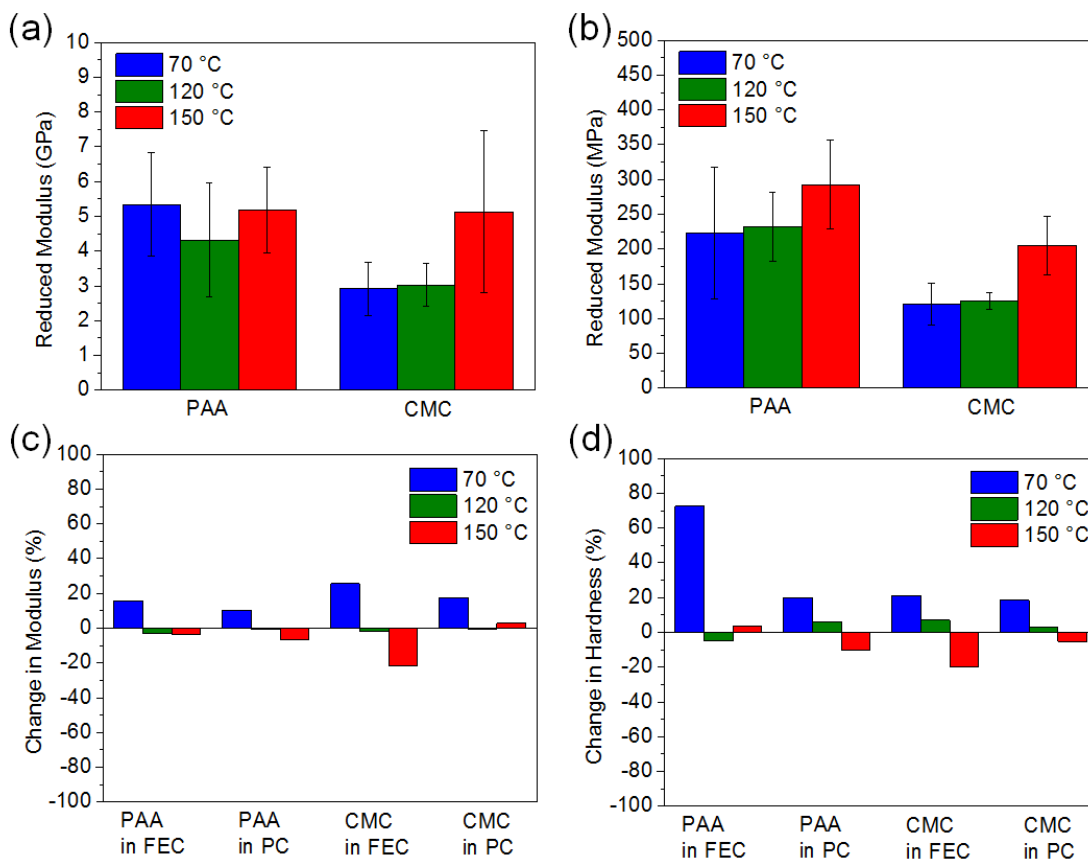 (a)
10
9
8
7
6
5
4
3
2
1
0
Reduced Modulus (GPa)
70 °C
120 °C
150 °C
PAA
CMC
(b)
500
450
400
350
300
250
200
150
100
50
0
Reduced Modulus (MPa)
70 °C
120 °C
150 °C
PAA
CMC
(c)
100
80
60
40
20
0
-20
-40
-60
-80
-100
Change in Modulus (%)
70 °C
120 °C
150 °C
PAA
in FEC
PAA
in PC
CMC
in FEC
CMC
in PC
(d)
100
80
60
40
20
0
-20
-40
-60
-80
-100
Change in Hardness (%)
70 °C
120 °C
150 °C
PAA
in FEC
PAA
in PC
CMC
in FEC
CMC
in PC